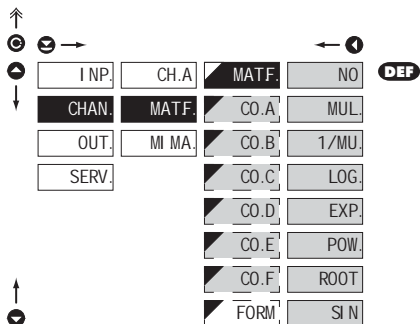 INP. CH.A MATF. NO DEF
CHAN. MATF. CO.A MUL.
OUT. MI MA. CO.B 1/MU.
SERV. CO.C LOG.
CO.D EXP.
CO.E POW.
CO.F ROOT
FORM SIN